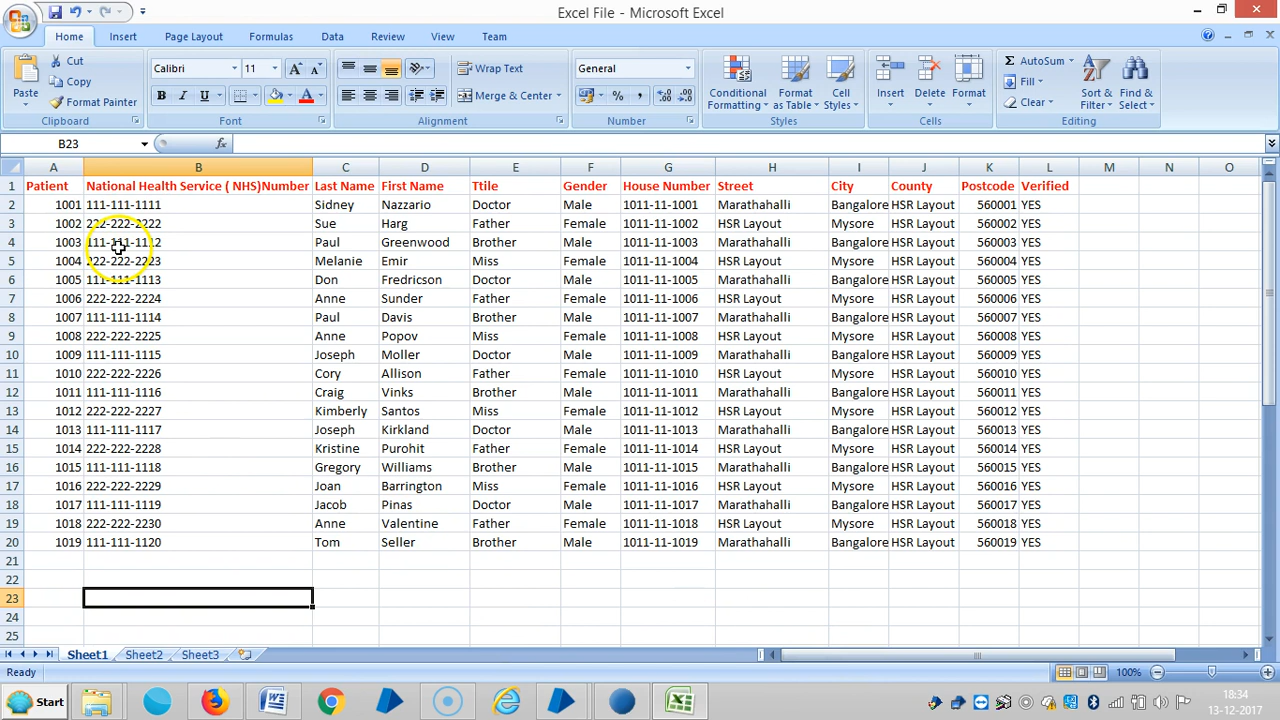 Excel File - Microsoft Excel
Home Insert Page Layout Formulas Data Review View Team
Paste
Cut
Copy
Format Painter
Clipboard
Calibri 11
B I U
Font
Wrap Text
Merge & Center
Alignment
General
Number
Conditional Formatting
Format as Table
Cell Styles
Styles
Insert Delete Format
Cells
AutoSum
Fill
Clear
Sort & Filter
Find & Select
Editing
B23 fx
A B C D E F G H I J K L M N O
1 Patient National Health Service ( NHS)Number Last Name First Name Ttile Gender House Number Street City County Postcode Verified
2 1001 111-111-1111 Sidney Nazzario Doctor Male 1011-11-1001 Marathahalli Bangalore HSR Layout 560001 YES
3 1002 222-222-2222 Sue Harg Father Female 1011-11-1002 HSR Layout Mysore HSR Layout 560002 YES
4 1003 111-111-1112 Paul Greenwood Brother Male 1011-11-1003 Marathahalli Bangalore HSR Layout 560003 YES
5 1004 222-222-2223 Melanie Emir Miss Female 1011-11-1004 HSR Layout Mysore HSR Layout 560004 YES
6 1005 111-111-1113 Don Fredricson Doctor Male 1011-11-1005 Marathahalli Bangalore HSR Layout 560005 YES
7 1006 222-222-2224 Anne Sunder Father Female 1011-11-1006 HSR Layout Mysore HSR Layout 560006 YES
8 1007 111-111-1114 Paul Davis Brother Male 1011-11-1007 Marathahalli Bangalore HSR Layout 560007 YES
9 1008 222-222-2225 Anne Popov Miss Female 1011-11-1008 HSR Layout Mysore HSR Layout 560008 YES
10 1009 111-111-1115 Joseph Moller Doctor Male 1011-11-1009 Marathahalli Bangalore HSR Layout 560009 YES
11 1010 222-222-2226 Cory Allison Father Female 1011-11-1010 HSR Layout Mysore HSR Layout 560010 YES
12 1011 111-111-1116 Craig Vinks Brother Male 1011-11-1011 Marathahalli Bangalore HSR Layout 560011 YES
13 1012 222-222-2227 Kimberly Santos Miss Female 1011-11-1012 HSR Layout Mysore HSR Layout 560012 YES
14 1013 111-111-1117 Joseph Kirkland Doctor Male 1011-11-1013 Marathahalli Bangalore HSR Layout 560013 YES
15 1014 222-222-2228 Kristine Purohit Father Female 1011-11-1014 HSR Layout Mysore HSR Layout 560014 YES
16 1015 111-111-1118 Gregory Williams Brother Male 1011-11-1015 Marathahalli Bangalore HSR Layout 560015 YES
17 1016 222-222-2229 Joan Barrington Miss Female 1011-11-1016 HSR Layout Mysore HSR Layout 560016 YES
18 1017 111-111-1119 Jacob Pinas Doctor Male 1011-11-1017 Marathahalli Bangalore HSR Layout 560017 YES
19 1018 222-222-2230 Anne Valentine Father Female 1011-11-1018 HSR Layout Mysore HSR Layout 560018 YES
20 1019 111-111-1120 Tom Seller Brother Male 1011-11-1019 Marathahalli Bangalore HSR Layout 560019 YES
21
22
23
24
25
Sheet1 Sheet2 Sheet3
Ready 100%
Start 18:34
13-12-2017